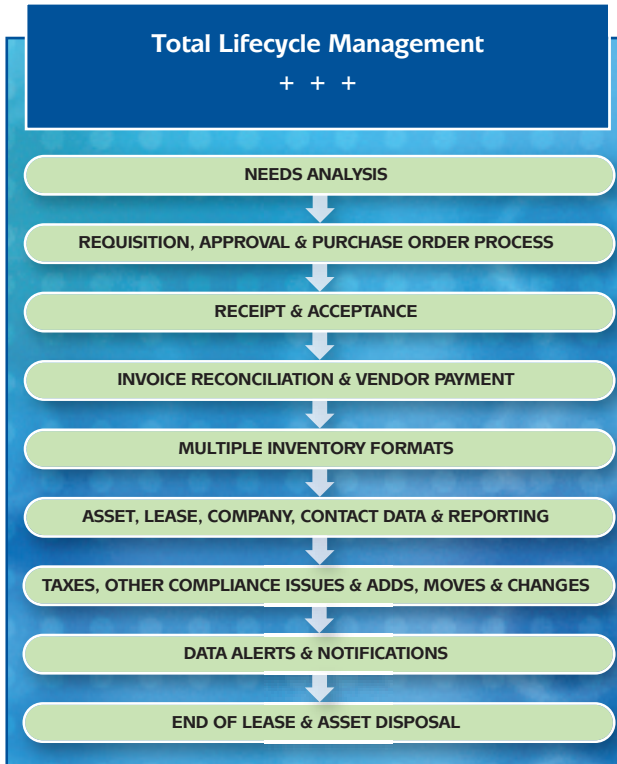 Total Lifecycle Management
+ + +
NEEDS ANALYSIS
REQUISITION, APPROVAL & PURCHASE ORDER PROCESS
RECEIPT & ACCEPTANCE
INVOICE RECONCILIATION & VENDOR PAYMENT
MULTIPLE INVENTORY FORMATS
ASSET, LEASE, COMPANY, CONTACT DATA & REPORTING
TAXES, OTHER COMPLIANCE ISSUES & ADDS, MOVES & CHANGES
DATA ALERTS & NOTIFICATIONS
END OF LEASE & ASSET DISPOSAL